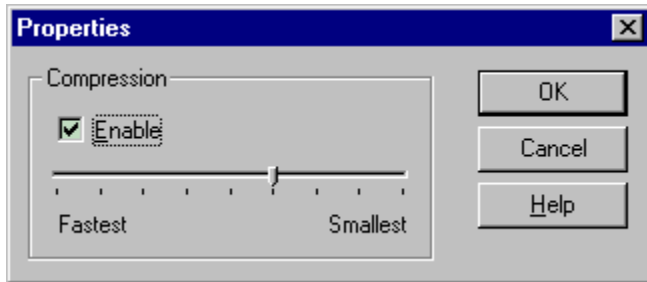 Properties
Compression
Enable
Fastest
Smallest
OK
Cancel
Help